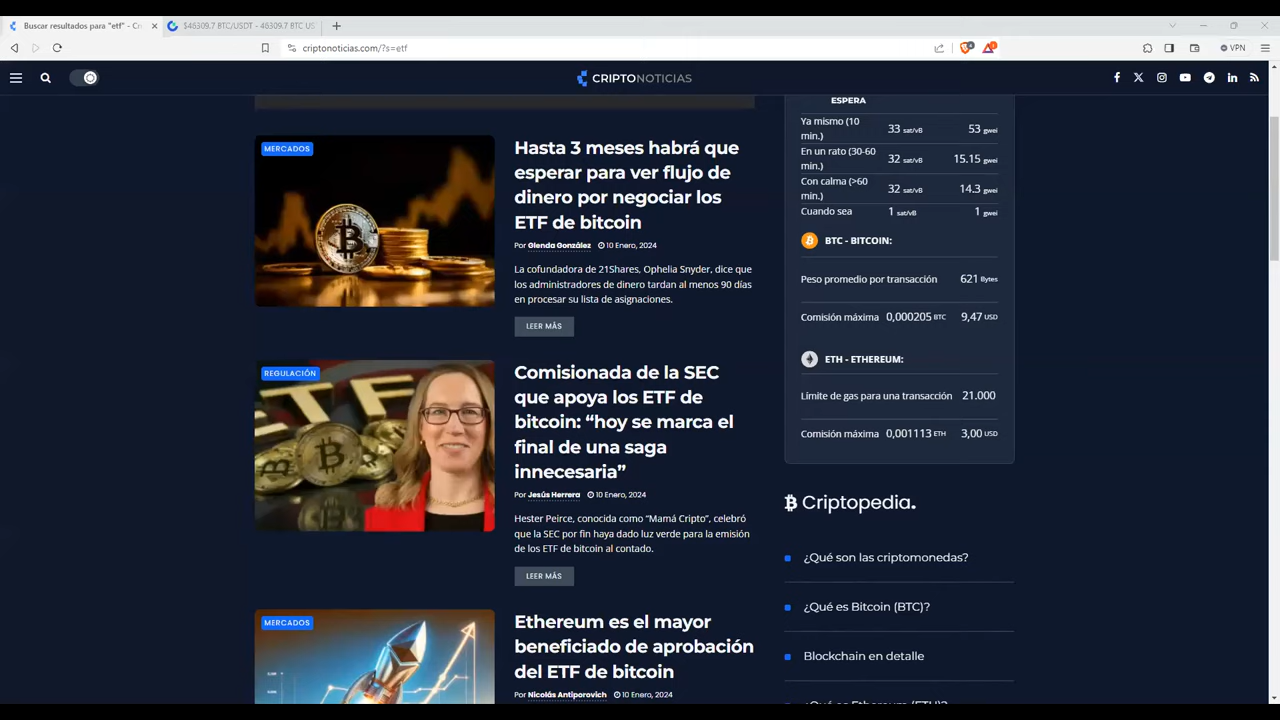 Buscar resultados para "etf" - Cri
$46309,7 BTC/USDT - 46309,7 BTC US
criptonoticias.com/?s=etf
VPN
CRIPTONOTICIAS
MERCADOS
Hasta 3 meses habrá que
esperar para ver flujo de
dinero por negociar los
ETF de bitcoin
Por Glenda González 10 Enero, 2024
La cofundadora de 21Shares, Ophelia Snyder, dice que
los administradores de dinero tardan al menos 90 días
en procesar su lista de asignaciones.
LEER MÁS
REGULACIÓN
ETF
Comisionada de la SEC
que apoya los ETF de
bitcoin: “hoy se marca el
final de una saga
innecesaria”
Por Jesús Herrera 10 Enero, 2024
Hester Peirce, conocida como “Mamá Cripto”, celebró
que la SEC por fin haya dado luz verde para la emisión
de los ETF de bitcoin al contado.
LEER MÁS
MERCADOS
Ethereum es el mayor
beneficiado de aprobación
del ETF de bitcoin
Por Nicolás Antiporovich 10 Enero, 2024
ESPERA
Ya mismo (10 min.) 33 sat/vB 53 gwei
En un rato (30-60 min.) 32 sat/vB 15.15 gwei
Con calma (>60 min.) 32 sat/vB 14.3 gwei
Cuando sea 1 sat/vB 1 gwei
BTC - BITCOIN:
Peso promedio por transacción 621 Bytes
Comisión máxima 0,000205 BTC 9,47 USD
ETH - ETHEREUM:
Límite de gas para una transacción 21.000
Comisión máxima 0,001113 ETH 3,00 USD
Criptopedia.
¿Qué son las criptomonedas?
¿Qué es Bitcoin (BTC)?
Blockchain en detalle
¿Qué es Ethereum (ETH)?